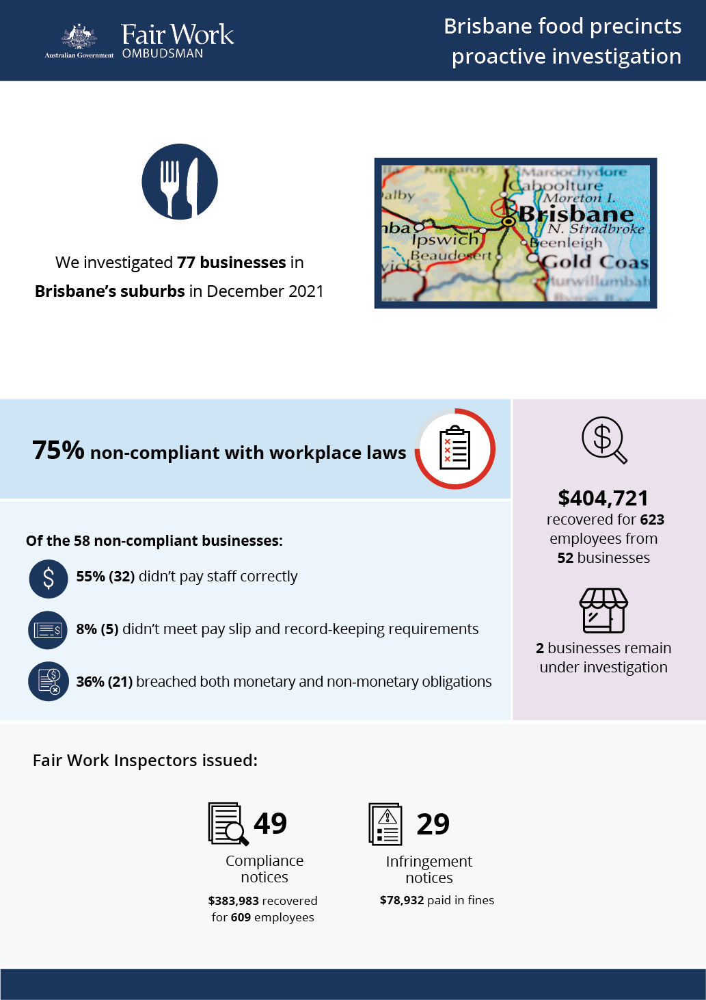 Australian Government
Fair Work
OMBUDSMAN
Brisbane food precincts
proactive investigation
We investigated 77 businesses in
Brisbane's suburbs in December 2021
Kingaroy
Maroochydore
Caboolture
Moreton I.
alby
Brisbane
N. Stradbroke
nba
Ipswich
Beenleigh
Beaudesert
Gold Coas
wick
Murwillumbah
Byron Bay
75% non-compliant with workplace laws
Of the 58 non-compliant businesses:
55% (32) didn't pay staff correctly
8% (5) didn't meet pay slip and record-keeping requirements
36% (21) breached both monetary and non-monetary obligations
$404,721
recovered for 623
employees from
52 businesses
2 businesses remain
under investigation
Fair Work Inspectors issued:
49
Compliance
notices
$383,983 recovered
for 609 employees
29
Infringement
notices
$78,932 paid in fines